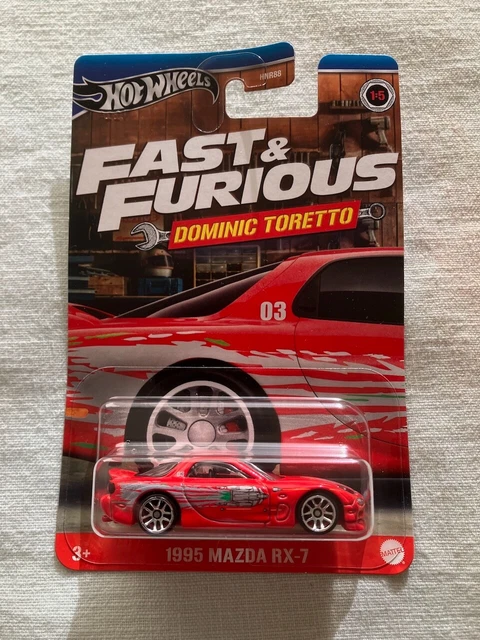 HOT WHEELS
HNR88
1:5
FAST &
FURIOUS
DOMINIC TORETTO
03
3+
1995 MAZDA RX-7
MATTEL